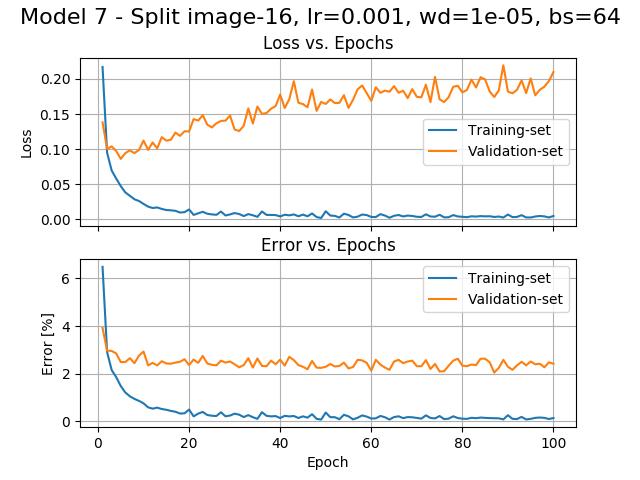 Model 7 - Split image-16, lr=0.001, wd=1e-05, bs=64
Loss vs. Epochs
0.20
0.15
0.10
0.05
0.00
Loss
Training-set
Validation-set
Error vs. Epochs
6
4
2
0
Error [%]
Training-set
Validation-set
0 20 40 60 80 100
Epoch